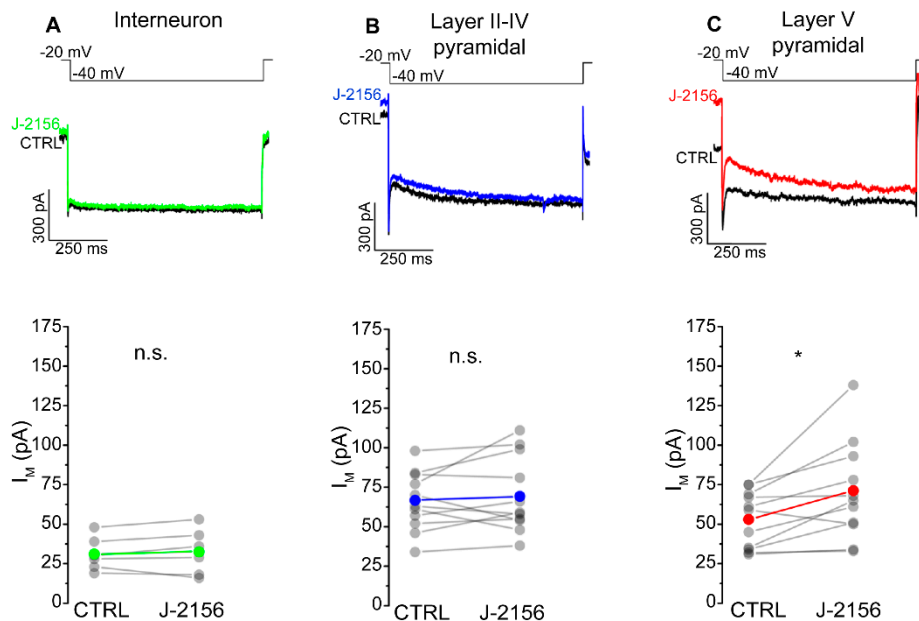 A
Interneuron
-20 mV
-40 mV
J-2156
CTRL
300 pA
250 ms
B
Layer II-IV
pyramidal
-20 mV
-40 mV
J-2156
CTRL
300 pA
250 ms
C
Layer V
pyramidal
-20 mV
-40 mV
J-2156
CTRL
300 pA
250 ms
175
150
125
100
75
50
25
0
I_M (pA)
n.s.
CTRL
J-2156
175
150
125
100
75
50
25
0
I_M (pA)
n.s.
CTRL
J-2156
175
150
125
100
75
50
25
0
I_M (pA)
*
CTRL
J-2156